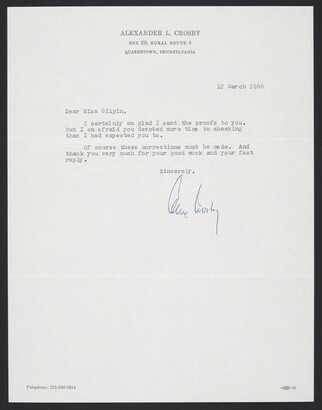 ALEXANDER L. CROSBY
BOX 20, RURAL ROUTE 4
QUAKERTOWN, PENNSYLVANIA
12 March 1966
Dear Miss Gilpin,
I certainly am glad I sent the proofs to you.
But I am afraid you devoted more time to checking
than I had expected you to.
Of course these corrections must be made. And
thank you very much for your good work and your fast
reply.
Sincerely,
Alex Crosby
Telephone: 215-